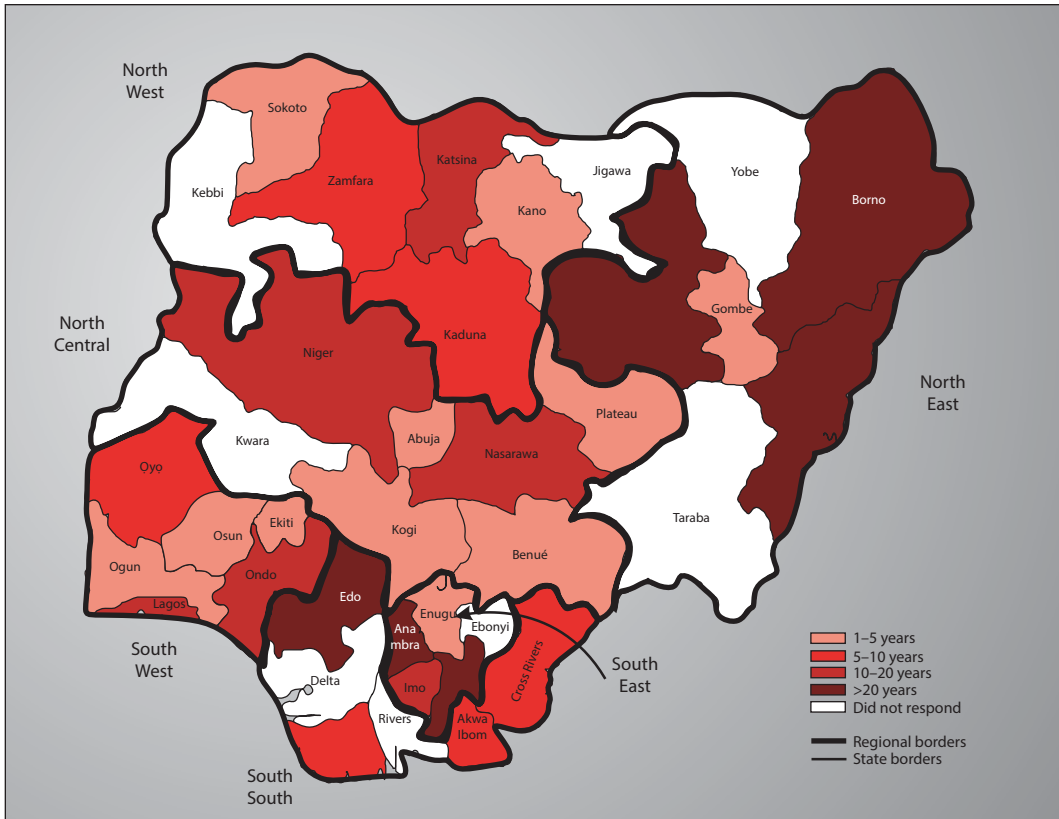 North
West
Sokoto
Kebbi
Zamfara
Katsina
Kano
Jigawa
Yobe
Borno
Gombe
North
Central
Niger
Kaduna
North
East
Plateau
Abuja
Kwara
Nasarawa
Ọyọ
Taraba
Kogi
Ekiti
Osun
Benué
Ogun
Ondo
Lagos
Edo
Enugu
Ana
mbra
Ebonyi
South
West
Delta
Imo
Cross Rivers
South
East
Rivers
Akwa
Ibom
South
South
1–5 years
5–10 years
10–20 years
>20 years
Did not respond
Regional borders
State borders